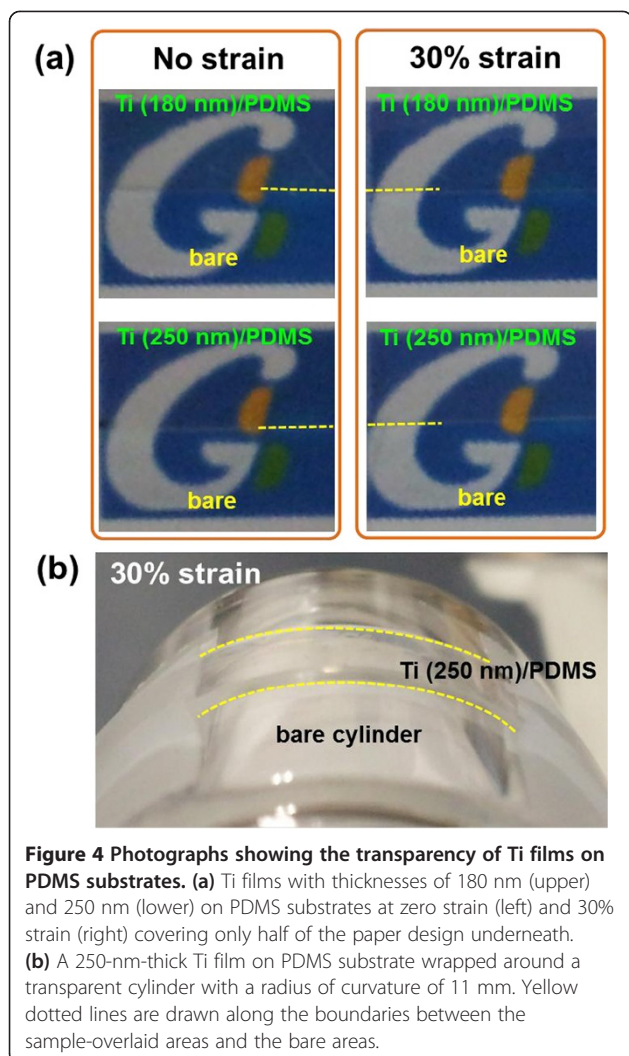 (a)
No strain
30% strain
Ti (180 nm)/PDMS
Ti (180 nm)/PDMS
bare
bare
Ti (250 nm)/PDMS
Ti (250 nm)/PDMS
bare
bare
(b)
30% strain
Ti (250 nm)/PDMS
bare cylinder
Figure 4 Photographs showing the transparency of Ti films on
PDMS substrates. (a) Ti films with thicknesses of 180 nm (upper)
and 250 nm (lower) on PDMS substrates at zero strain (left) and 30%
strain (right) covering only half of the paper design underneath.
(b) A 250-nm-thick Ti film on PDMS substrate wrapped around a
transparent cylinder with a radius of curvature of 11 mm. Yellow
dotted lines are drawn along the boundaries between the
sample-overlaid areas and the bare areas.